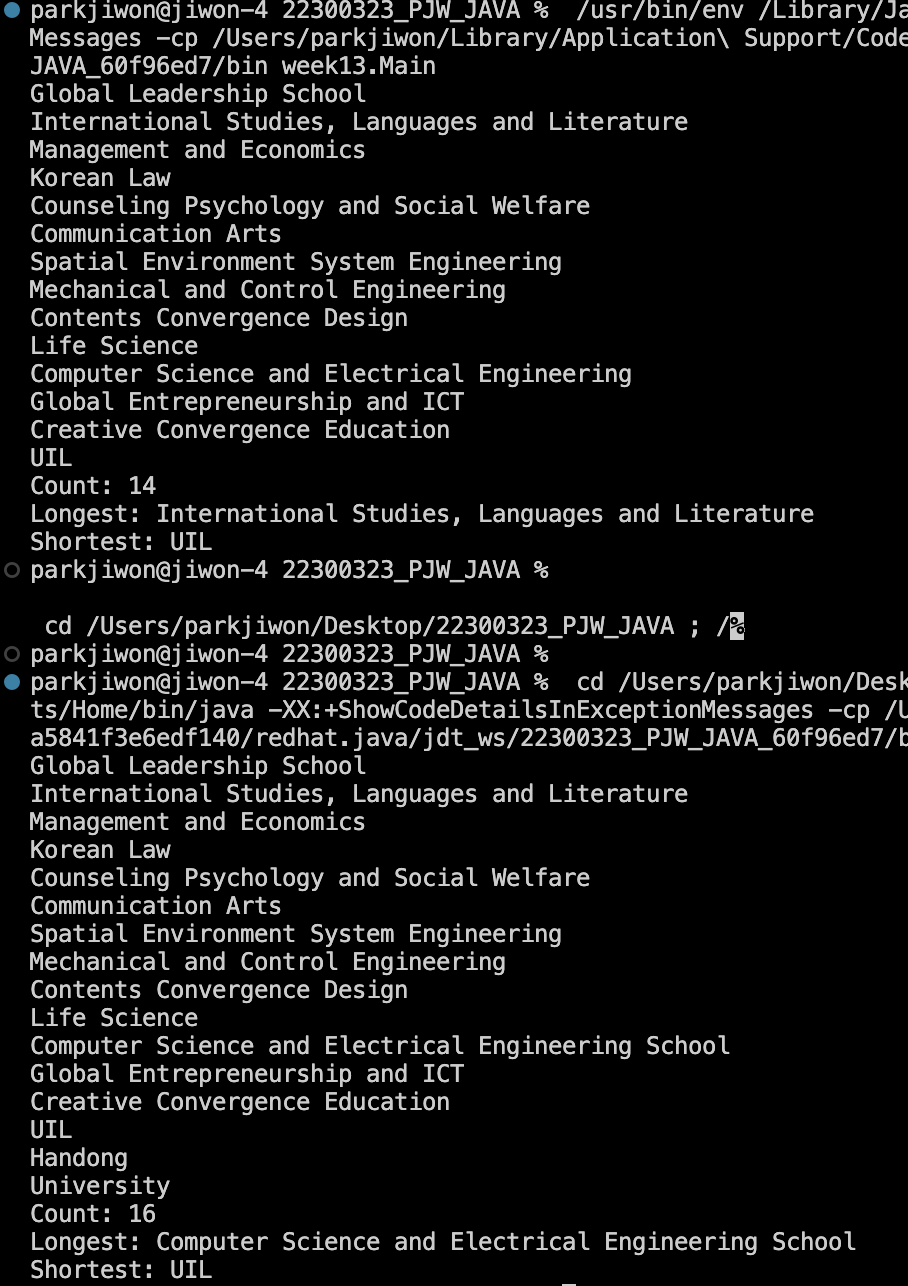 parkjiwon@jiwon-4 22300323_PJW_JAVA %  /usr/bin/env /Library/Ja
Messages -cp /Users/parkjiwon/Library/Application\ Support/Code
JAVA_60f96ed7/bin week13.Main
Global Leadership School
International Studies, Languages and Literature
Management and Economics
Korean Law
Counseling Psychology and Social Welfare
Communication Arts
Spatial Environment System Engineering
Mechanical and Control Engineering
Contents Convergence Design
Life Science
Computer Science and Electrical Engineering
Global Entrepreneurship and ICT
Creative Convergence Education
UIL
Count: 14
Longest: International Studies, Languages and Literature
Shortest: UIL
parkjiwon@jiwon-4 22300323_PJW_JAVA %
cd /Users/parkjiwon/Desktop/22300323_PJW_JAVA ; /%
parkjiwon@jiwon-4 22300323_PJW_JAVA %
parkjiwon@jiwon-4 22300323_PJW_JAVA %  cd /Users/parkjiwon/Desk
ts/Home/bin/java -XX:+ShowCodeDetailsInExceptionMessages -cp /U
a5841f3e6edf140/redhat.java/jdt_ws/22300323_PJW_JAVA_60f96ed7/b
Global Leadership School
International Studies, Languages and Literature
Management and Economics
Korean Law
Counseling Psychology and Social Welfare
Communication Arts
Spatial Environment System Engineering
Mechanical and Control Engineering
Contents Convergence Design
Life Science
Computer Science and Electrical Engineering School
Global Entrepreneurship and ICT
Creative Convergence Education
UIL
Handong
University
Count: 16
Longest: Computer Science and Electrical Engineering School
Shortest: UIL